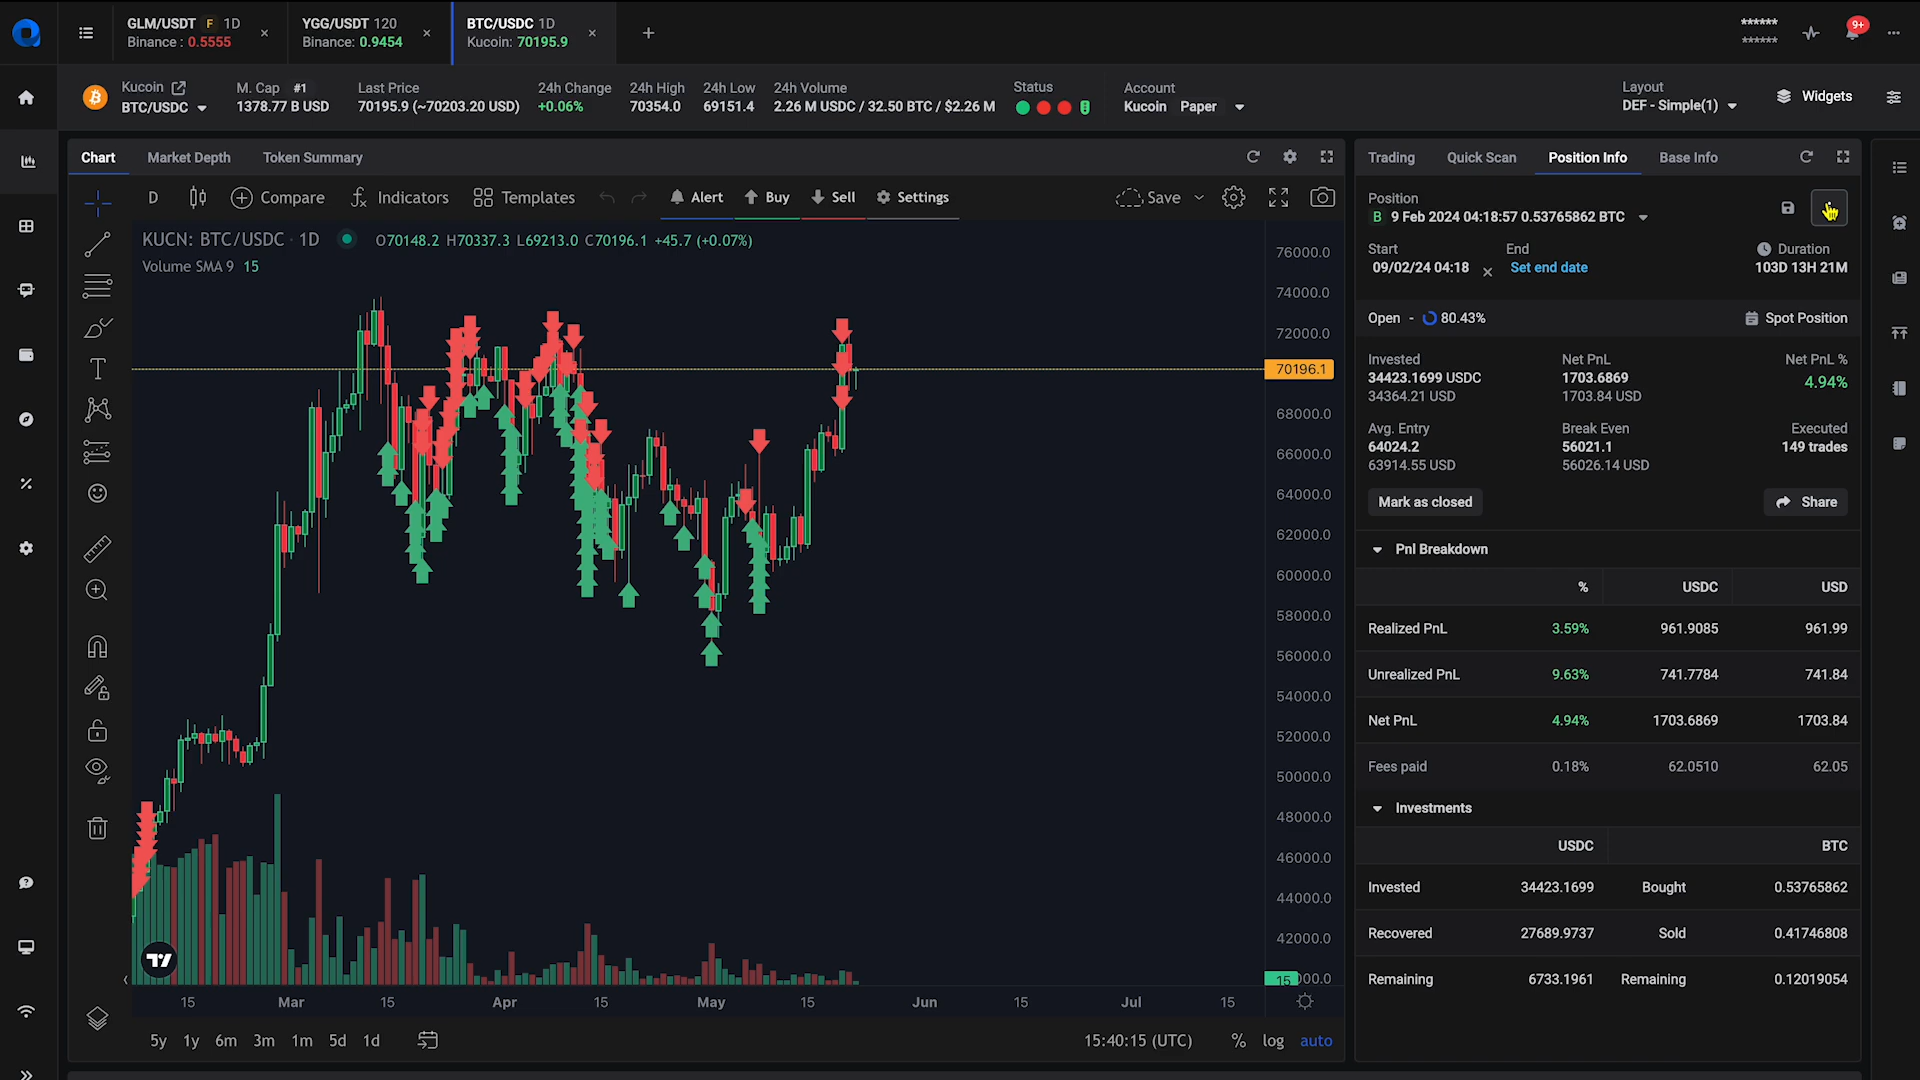 GLM/USDT F 1D
Binance : 0.5555
YGG/USDT 120
Binance: 0.9454
BTC/USDC 1D
Kucoin: 70195.9
******
******
9+
Kucoin
BTC/USDC
M. Cap #1
1378.77 B USD
Last Price
70195.9 (~70203.20 USD)
24h Change
+0.06%
24h High
70354.0
24h Low
69151.4
24h Volume
2.26 M USDC / 32.50 BTC / $2.26 M
Status
Account
Kucoin Paper
Layout
DEF - Simple(1)
Widgets
Chart Market Depth Token Summary
D Compare Indicators Templates Alert Buy Sell Settings Save
KUCN: BTC/USDC · 1D O70148.2 H70337.3 L69213.0 C70196.1 +45.7 (+0.07%)
Volume SMA 9 15
76000.0
74000.0
72000.0
70196.1
68000.0
66000.0
64000.0
62000.0
60000.0
58000.0
56000.0
54000.0
52000.0
50000.0
48000.0
46000.0
44000.0
42000.0
15
15 Mar 15 Apr 15 May 15 Jun 15 Jul 15
5y 1y 6m 3m 1m 5d 1d
15:40:15 (UTC) % log auto
Trading Quick Scan Position Info Base Info
Position
B 9 Feb 2024 04:18:57 0.53765862 BTC
Start End Duration
09/02/24 04:18 Set end date 103D 13H 21M
Open - 80.43% Spot Position
Invested Net PnL Net PnL %
34423.1699 USDC 1703.6869 4.94%
34364.21 USD 1703.84 USD
Avg. Entry Break Even Executed
64024.2 56021.1 149 trades
63914.55 USD 56026.14 USD
Mark as closed Share
Pnl Breakdown
% USDC USD
Realized PnL 3.59% 961.9085 961.99
Unrealized PnL 9.63% 741.7784 741.84
Net PnL 4.94% 1703.6869 1703.84
Fees paid 0.18% 62.0510 62.05
Investments
USDC BTC
Invested 34423.1699 Bought 0.53765862
Recovered 27689.9737 Sold 0.41746808
Remaining 6733.1961 Remaining 0.12019054